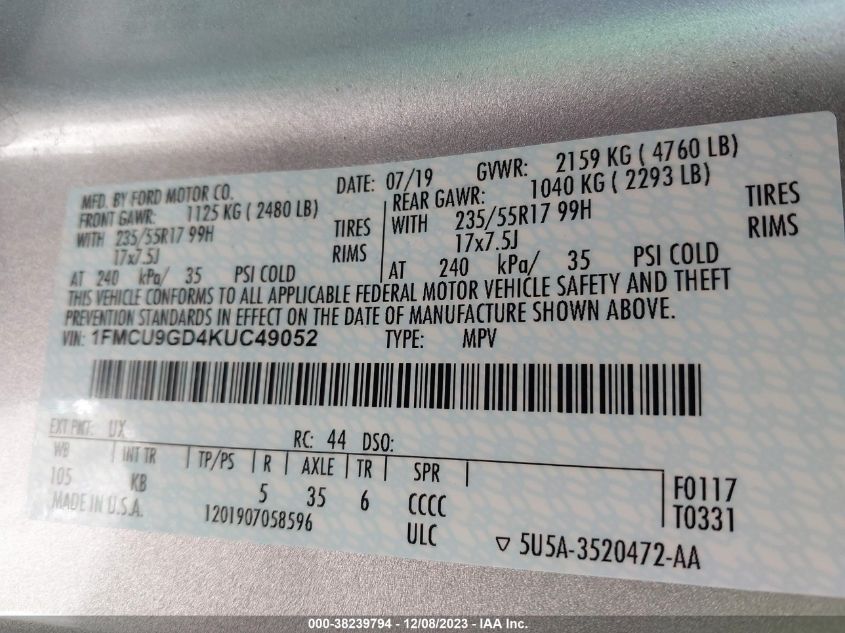 MFD. BY FORD MOTOR CO. DATE: 07/19 GVWR: 2159 KG ( 4760 LB)
FRONT GAWR: 1125 KG ( 2480 LB) REAR GAWR: 1040 KG ( 2293 LB)
WITH 235/55R17 99H TIRES WITH 235/55R17 99H TIRES
17x7.5J RIMS 17x7.5J RIMS
AT 240 kPa/ 35 PSI COLD AT 240 kPa/ 35 PSI COLD
THIS VEHICLE CONFORMS TO ALL APPLICABLE FEDERAL MOTOR VEHICLE SAFETY AND THEFT
PREVENTION STANDARDS IN EFFECT ON THE DATE OF MANUFACTURE SHOWN ABOVE.
VIN: 1FMCU9GD4KUC49052 TYPE: MPV
EXT PNT: UX RC: 44 DSO:
WB INT TR TP/PS R AXLE TR SPR
105 KB 5 35 6 CCCC F0117
MADE IN U.S.A. 1201907058596 ULC T0331
5U5A-3520472-AA
000-38239794 - 12/08/2023 - IAA Inc.